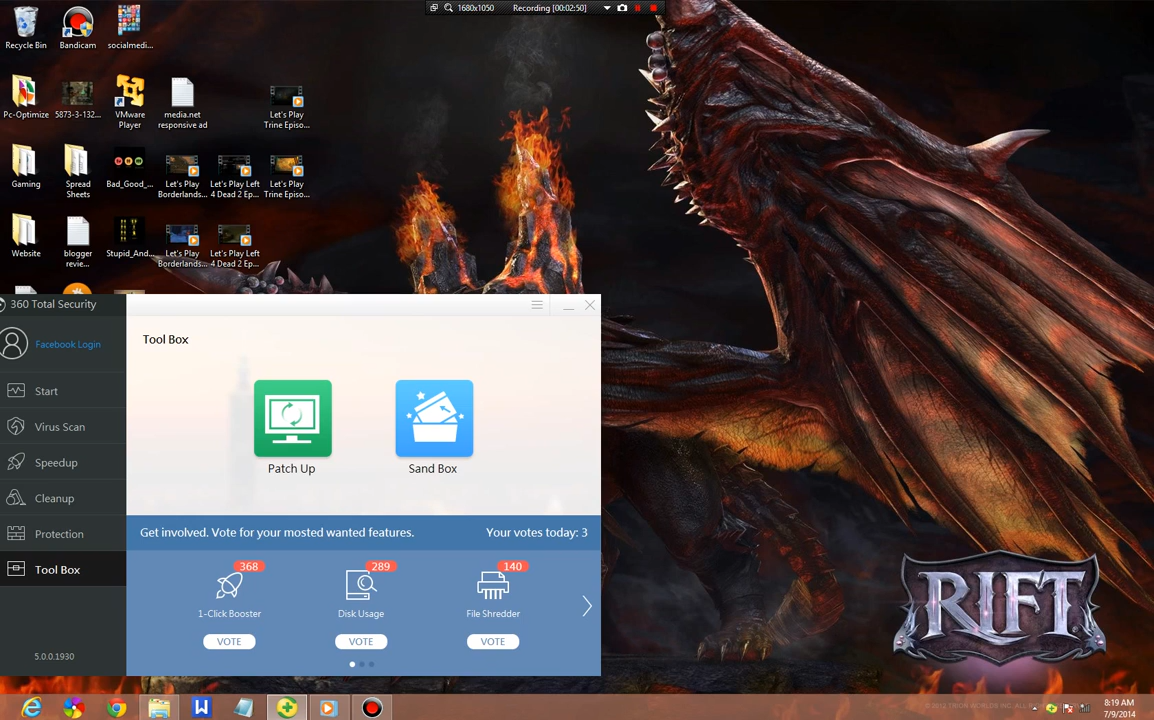 1680x1050 Recording [00:02:50]
Recycle Bin
Bandicam
socialmedi...
Pc-Optimize
5873-3-132...
VMware
Player
media.net
responsive ad
Let's Play
Trine Episo...
Gaming
Spread
Sheets
Bad_Good_...
Let's Play
Borderlands...
Let's Play Left
4 Dead 2 Ep...
Let's Play
Trine Episo...
Website
blogger
revie...
Stupid_And...
Let's Play
Borderlands...
Let's Play Left
4 Dead 2 Ep...
360 Total Security
Facebook Login
Start
Virus Scan
Speedup
Cleanup
Protection
Tool Box
5.0.0.1930
Tool Box
Patch Up
Sand Box
Get involved. Vote for your mosted wanted features.
Your votes today: 3
368
1-Click Booster
VOTE
289
Disk Usage
VOTE
140
File Shredder
VOTE
RIFT
8:19 AM
7/9/2014